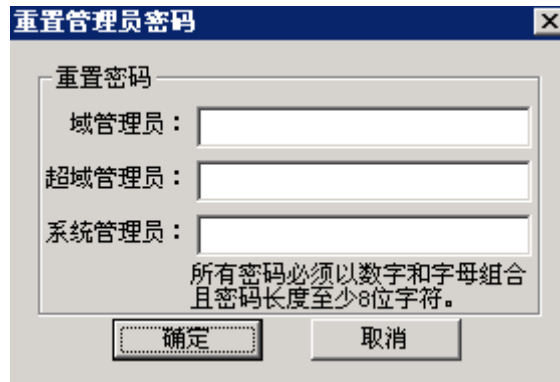 重置管理员密码
重置密码
域管理员：
超域管理员：
系统管理员：
所有密码必须以数字和字母组合
且密码长度至少8位字符。
确定
取消